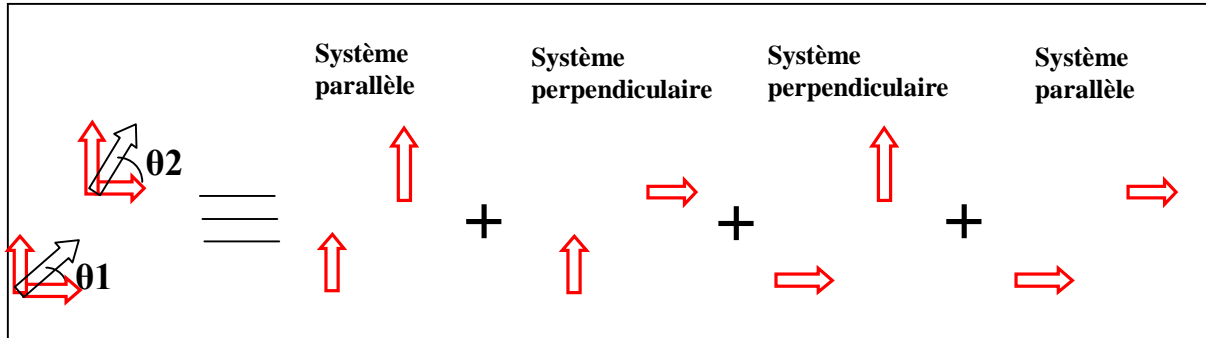 Système
parallèle
Système
perpendiculaire
Système
perpendiculaire
Système
parallèle
θ2
θ1
+
+
+